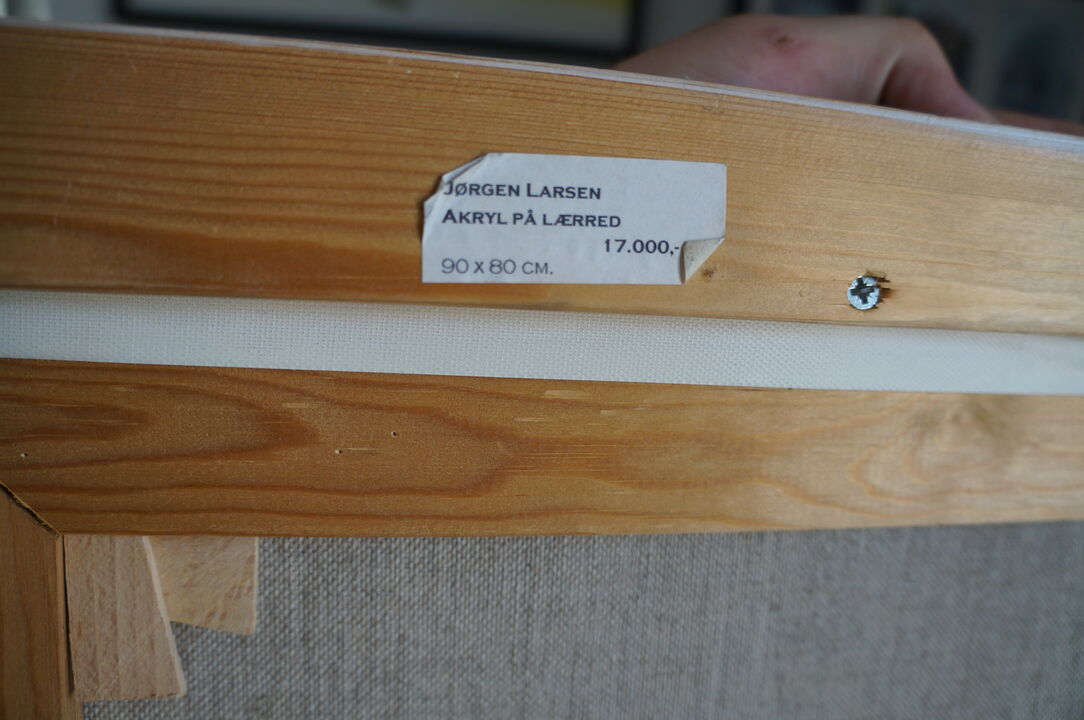 JØRGEN LARSEN
AKRYL PÅ LÆRRED
17.000,-
90 X 80 CM.